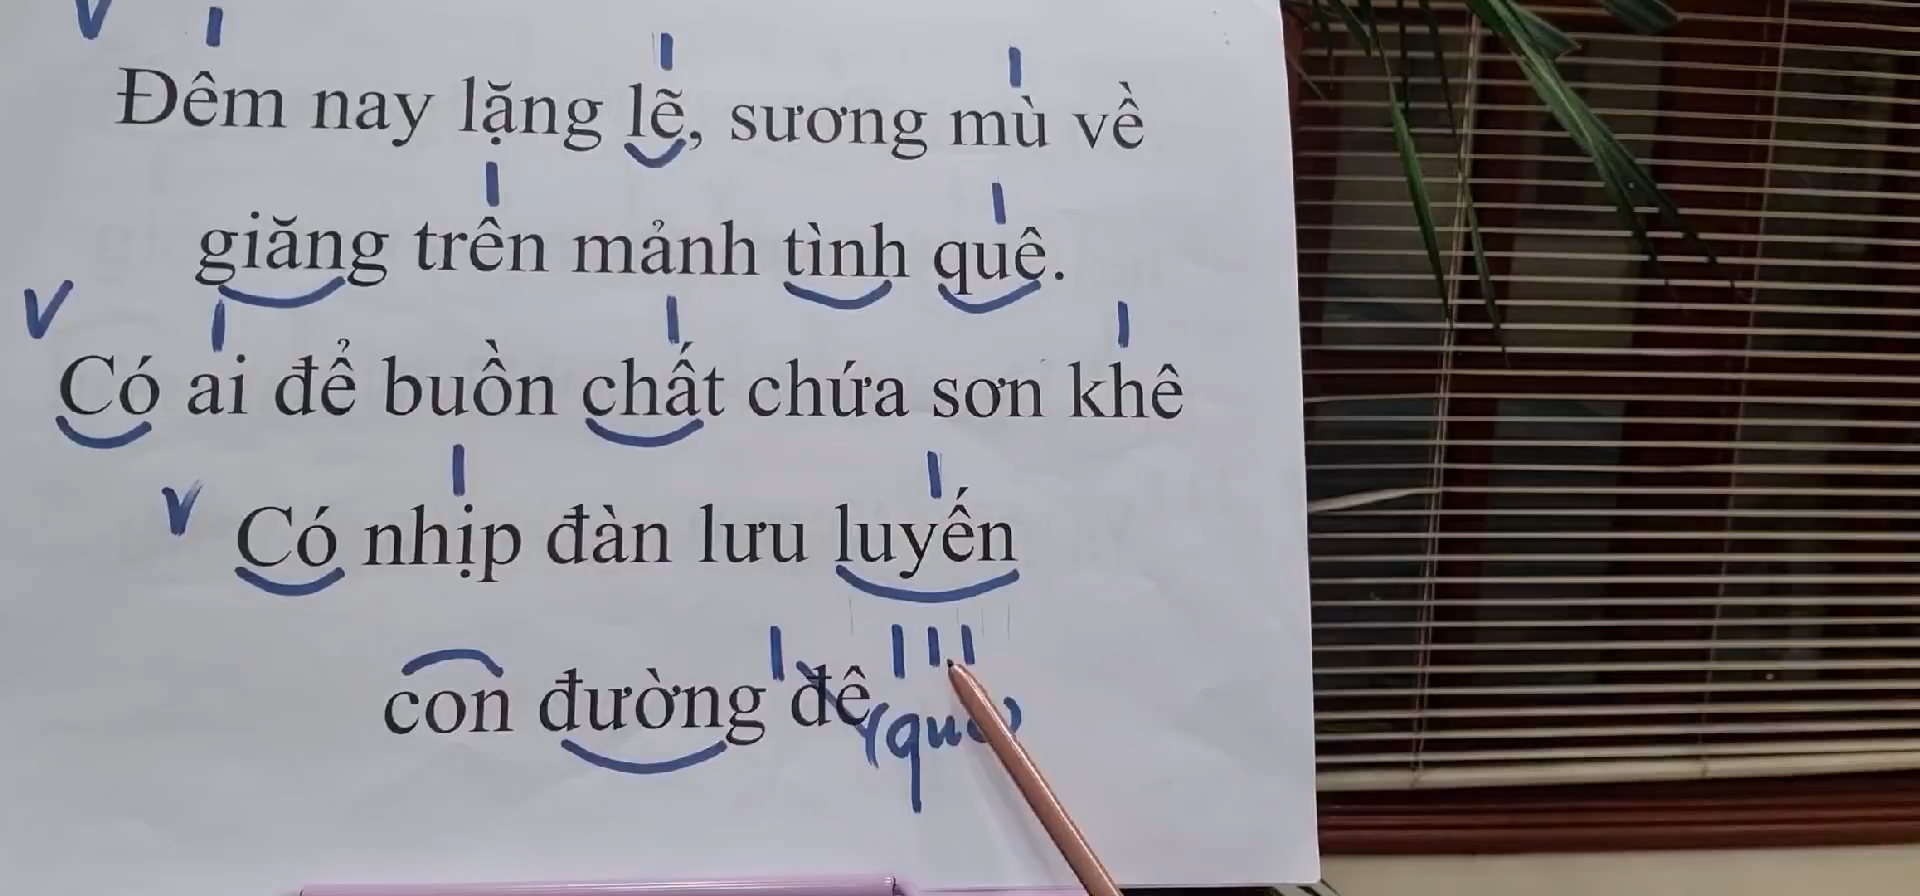 Đêm nay lặng lẽ, sương mù về
giăng trên mảnh tình quê.
Có ai để buồn chất chứa sơn khê
Có nhịp đàn lưu luyến
con đường đê